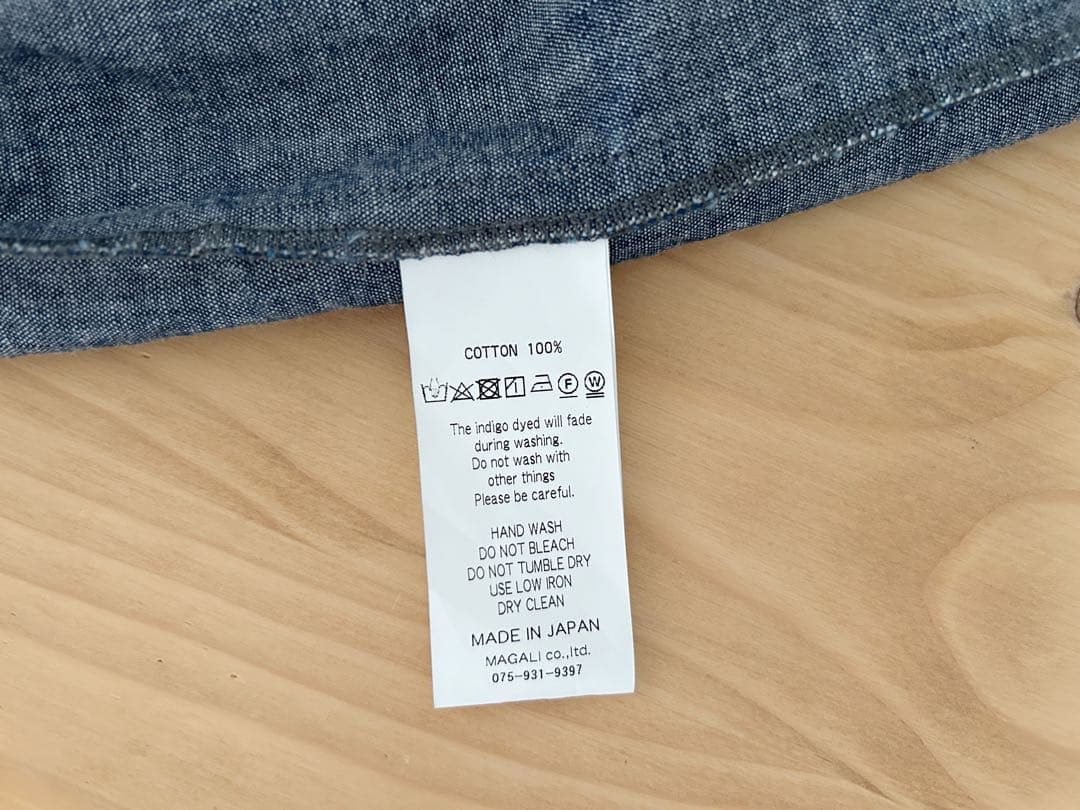 COTTON 100%
F W
The indigo dyed will fade
during washing.
Do not wash with
other things
Please be careful.
HAND WASH
DO NOT BLEACH
DO NOT TUMBLE DRY
USE LOW IRON
DRY CLEAN
MADE IN JAPAN
MAGALI co.,ltd.
075-931-9397